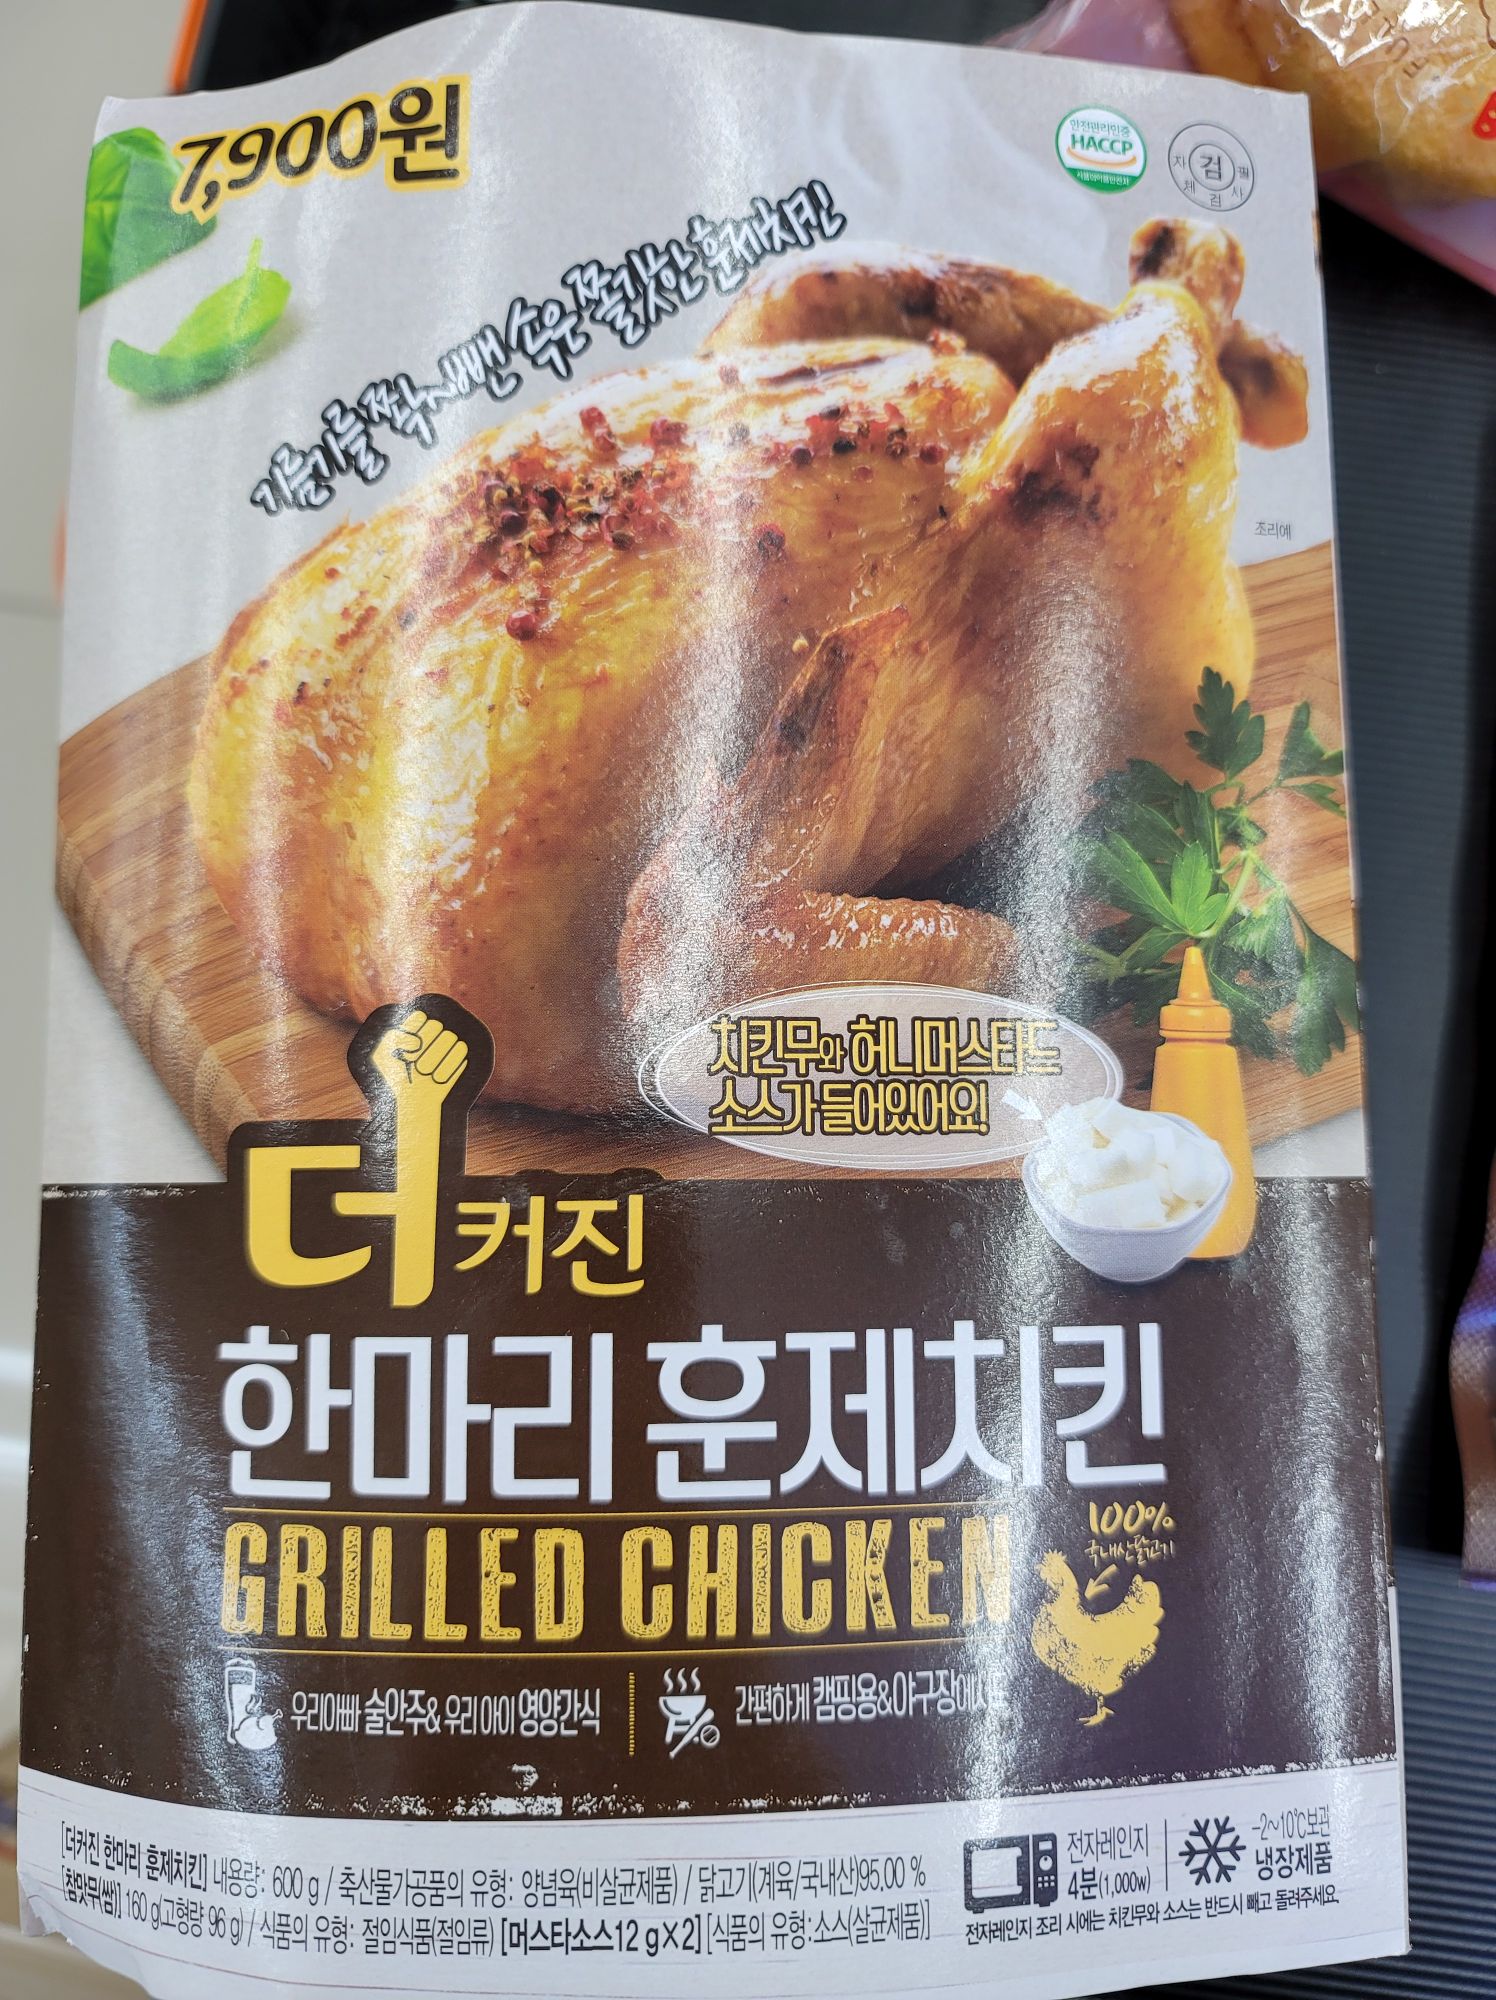 7,900원
안전관리인증
HACCP
식품의약품안전처
자체검사필
검
기름기를 쫙~ 빼낸 속은 쫄깃한 훈제치킨
조리예
치킨무와 허니머스타드
소스가 들어있어요!
더커진
한마리 훈제치킨
GRILLED CHICKEN
100%
국내산닭고기
우리아빠 술안주& 우리 아이 영양간식
간편하게 캠핑용&야구장에서
[더커진 한마리 훈제치킨] 내용량: 600 g / 축산물가공품의 유형: 양념육(비살균제품) / 닭고기(계육/국내산)95.00 %
[참맛무(쌈)] 160 g(고형량 96 g) / 식품의 유형: 절임식품(절임류) [머스타소스12 g×2] [식품의 유형:소스(살균제품)]
전자레인지
4분(1,000w)
-2~10℃보관
냉장제품
전자레인지 조리 시에는 치킨무와 소스는 반드시 빼고 돌려주세요.